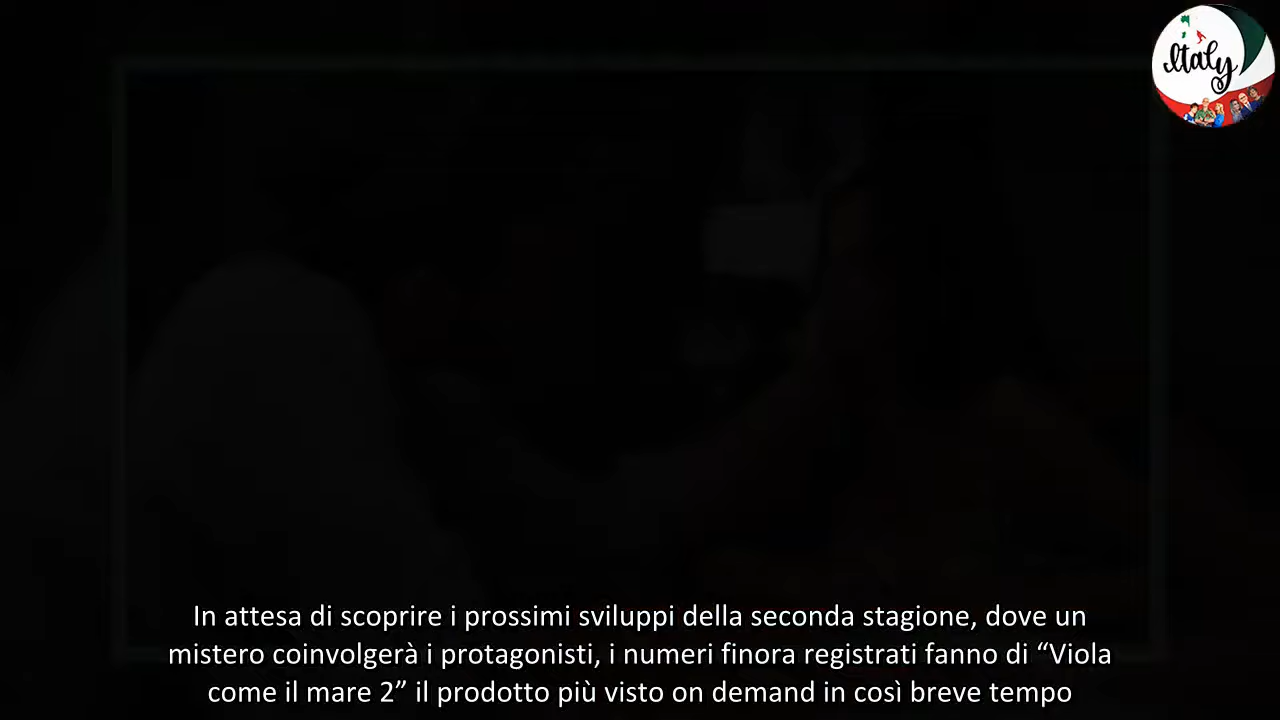 Italy
In attesa di scoprire i prossimi sviluppi della seconda stagione, dove un
mistero coinvolgerà i protagonisti, i numeri finora registrati fanno di “Viola
come il mare 2” il prodotto più visto on demand in così breve tempo